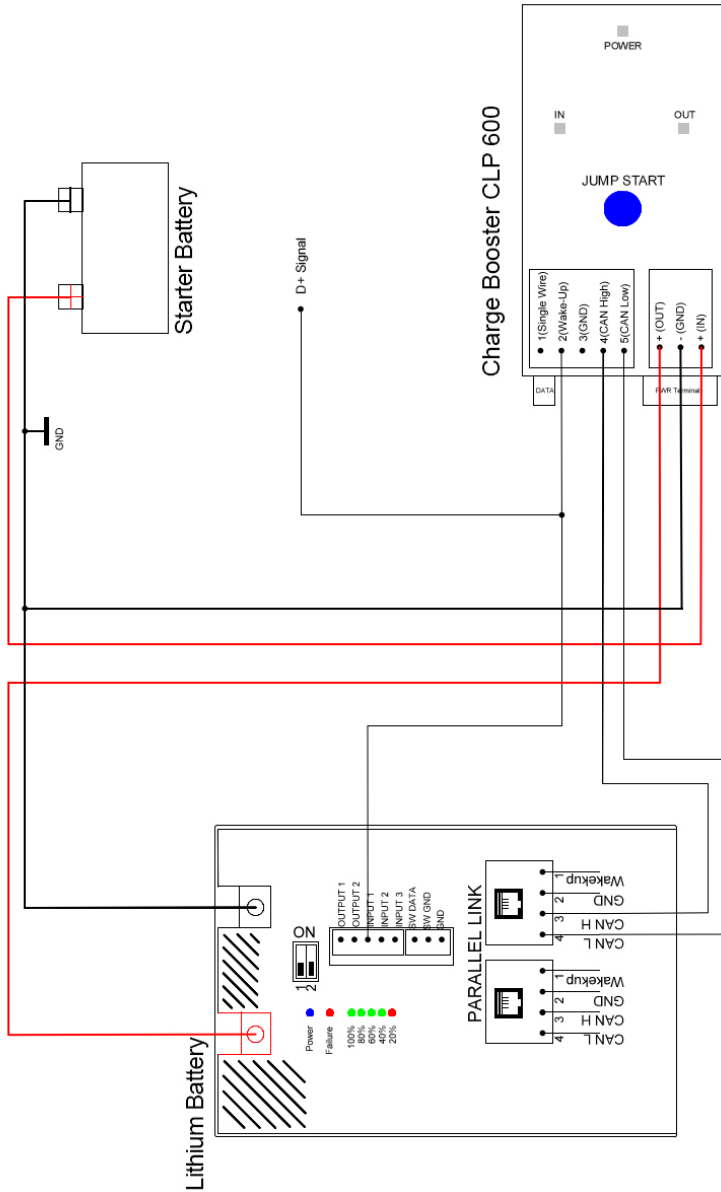 POWER
IN
OUT
JUMP START
Charge Booster CLP 600
1(Single Wire)
2(Wake-Up)
3(GND)
4(CAN High)
5(CAN Low)
+ (OUT)
- (GND)
+ (IN)
DATA
PWR Terminal
Starter Battery
D+ Signal
GND
Lithium Battery
ON
1
2
OUTPUT 1
OUTPUT 2
INPUT 1
INPUT 2
INPUT 3
SW DATA
SW GND
GND
Power
Failure
100%
80%
60%
40%
20%
PARALLEL LINK
1 Wakekup
2 GND
3 CAN H
4 CAN L
1 Wakekup
2 GND
3 CAN H
4 CAN L